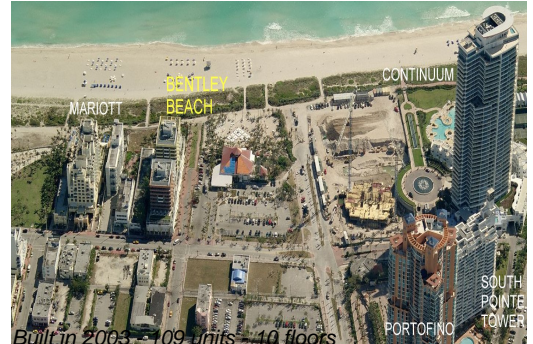 CONTINUUM
BENTLEY
BEACH
MARIOTT
SOUTH
POINTE
TOWER
PORTOFINO
Built in 2003 - 109 units - 10 floors